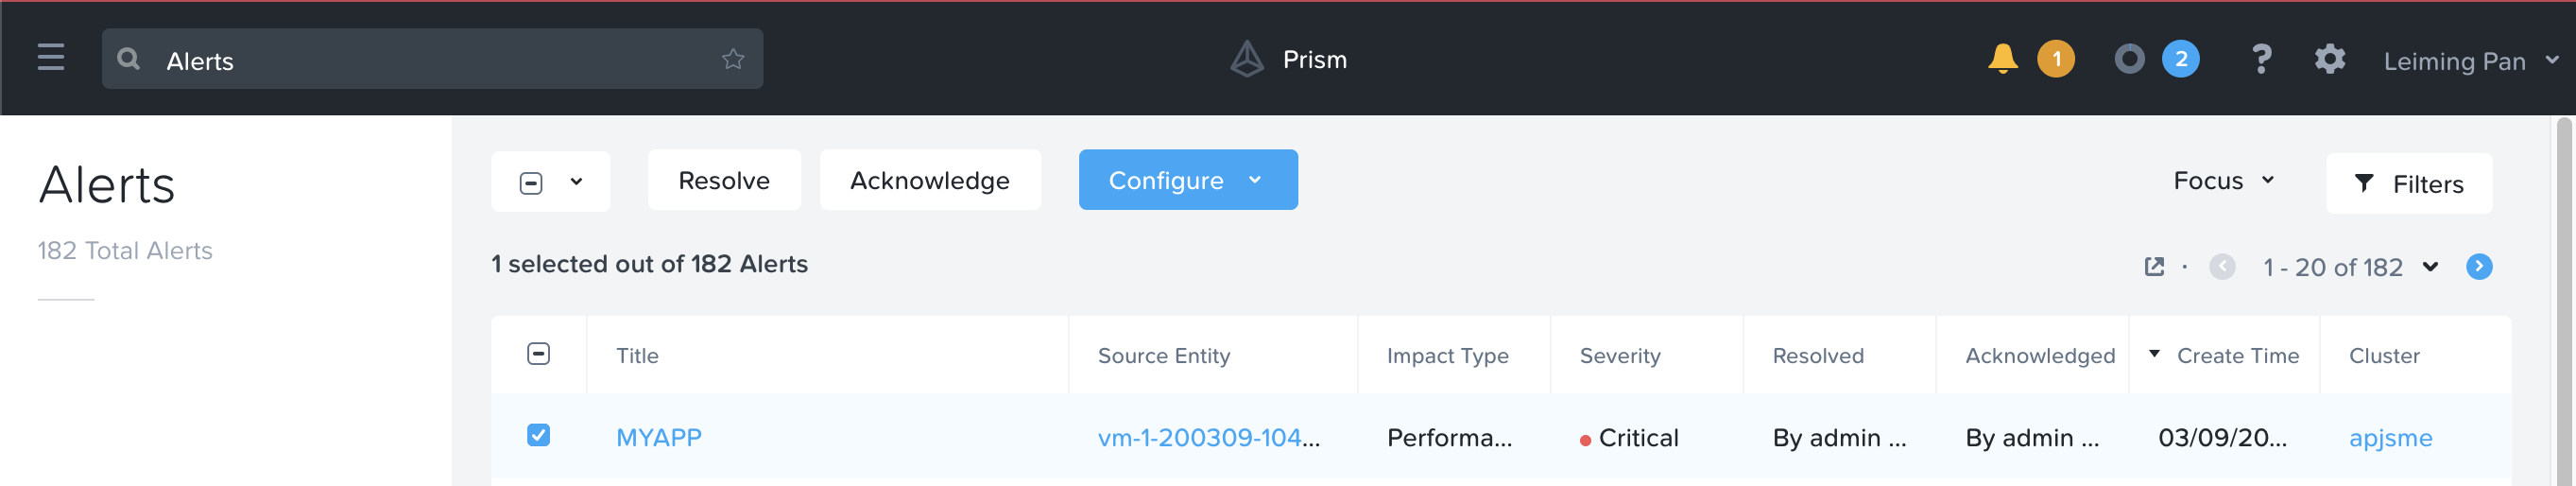 Alerts
Prism
1
2
?
Leiming Pan
Alerts
182 Total Alerts
Resolve
Acknowledge
Configure
Focus
Filters
1 selected out of 182 Alerts
1 - 20 of 182
Title
Source Entity
Impact Type
Severity
Resolved
Acknowledged
Create Time
Cluster
MYAPP
vm-1-200309-104...
Performa...
Critical
By admin ...
By admin ...
03/09/20...
apjsme